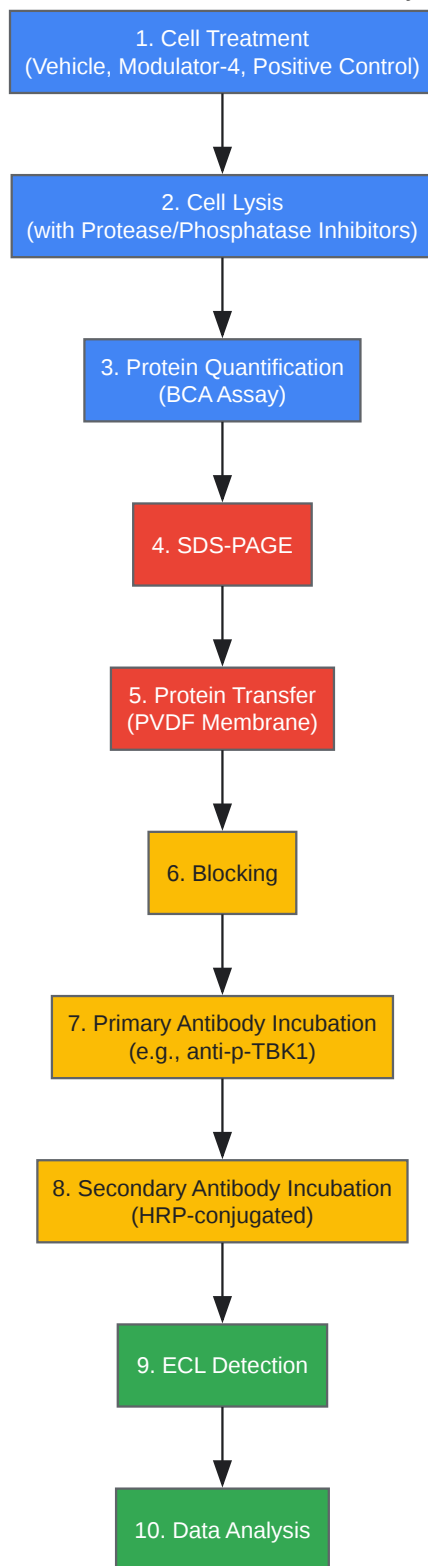 1. Cell Treatment
(Vehicle, Modulator-4, Positive Control)
2. Cell Lysis
(with Protease/Phosphatase Inhibitors)
3. Protein Quantification
(BCA Assay)
4. SDS-PAGE
5. Protein Transfer
(PVDF Membrane)
6. Blocking
7. Primary Antibody Incubation
(e.g., anti-p-TBK1)
8. Secondary Antibody Incubation
(HRP-conjugated)
9. ECL Detection
10. Data Analysis